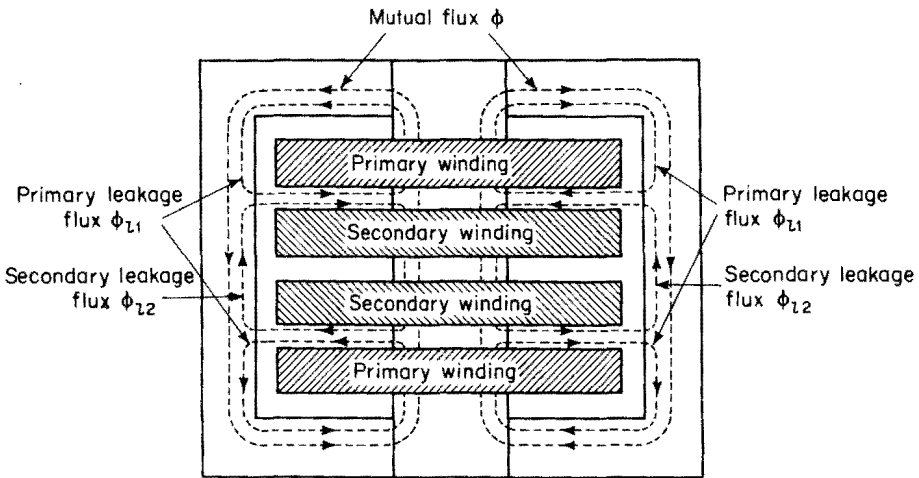 Mutual flux ϕ
Primary winding
Primary leakage
flux ϕl1
Primary leakage
flux ϕl1
Secondary winding
Secondary leakage
flux ϕl2
Secondary leakage
flux ϕl2
Secondary winding
Primary winding